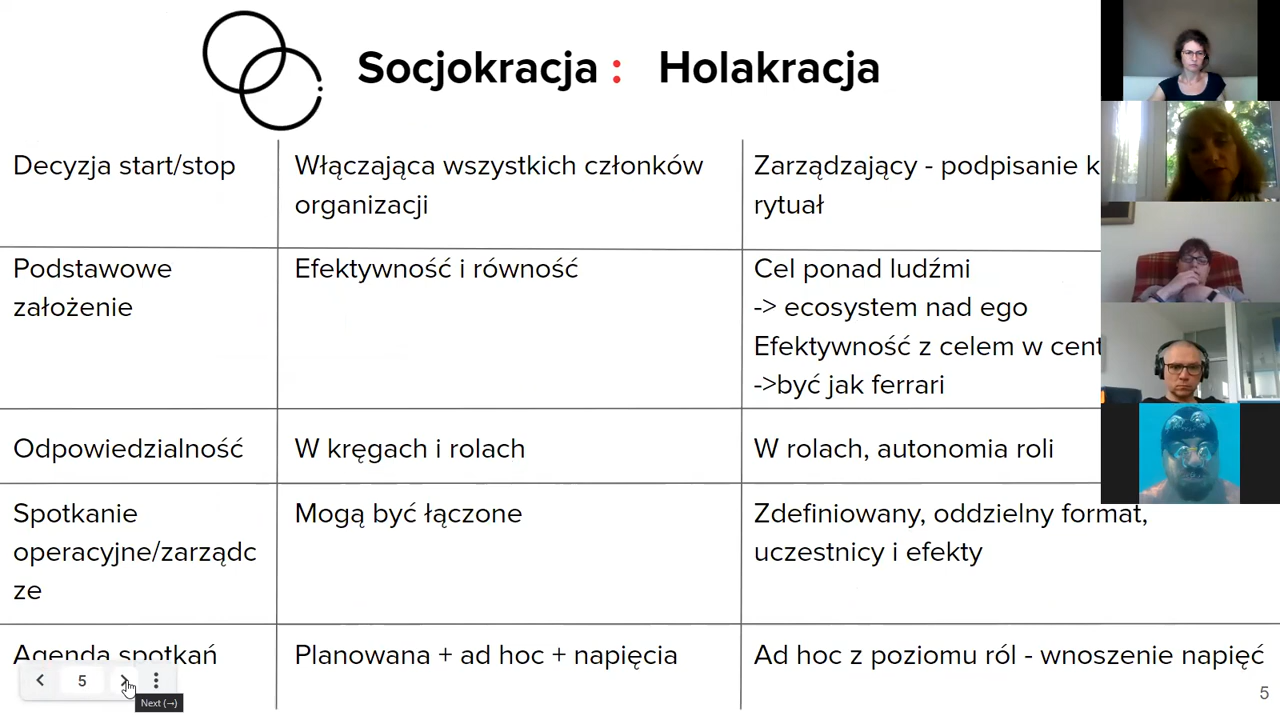 Socjokracja : Holakracja
Decyzja start/stop
Włączająca wszystkich członków
organizacji
Zarządzający - podpisanie k
rytuał
Podstawowe
założenie
Efektywność i równość
Cel ponad ludźmi
-> ecosystem nad ego
Efektywność z celem w cent
->być jak ferrari
Odpowiedzialność
W kręgach i rolach
W rolach, autonomia roli
Spotkanie
operacyjne/zarządc
ze
Mogą być łączone
Zdefiniowany, oddzielny format,
uczestnicy i efekty
Agenda spotkań
Planowana + ad hoc + napięcia
Ad hoc z poziomu ról - wnoszenie napięć
5
Next (→)
5